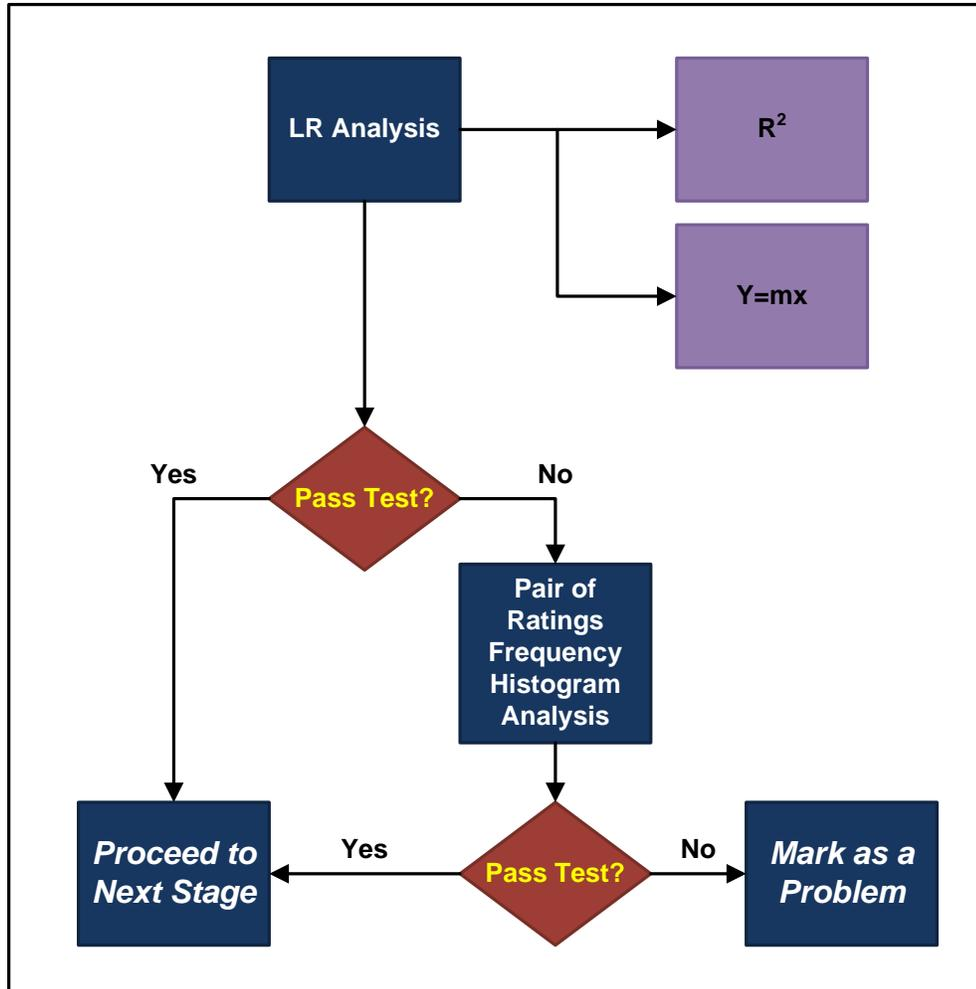 LR Analysis
R²
Y=mx
Yes
Pass Test?
No
Pair of
Ratings
Frequency
Histogram
Analysis
Proceed to
Next Stage
Yes
Pass Test?
No
Mark as a
Problem